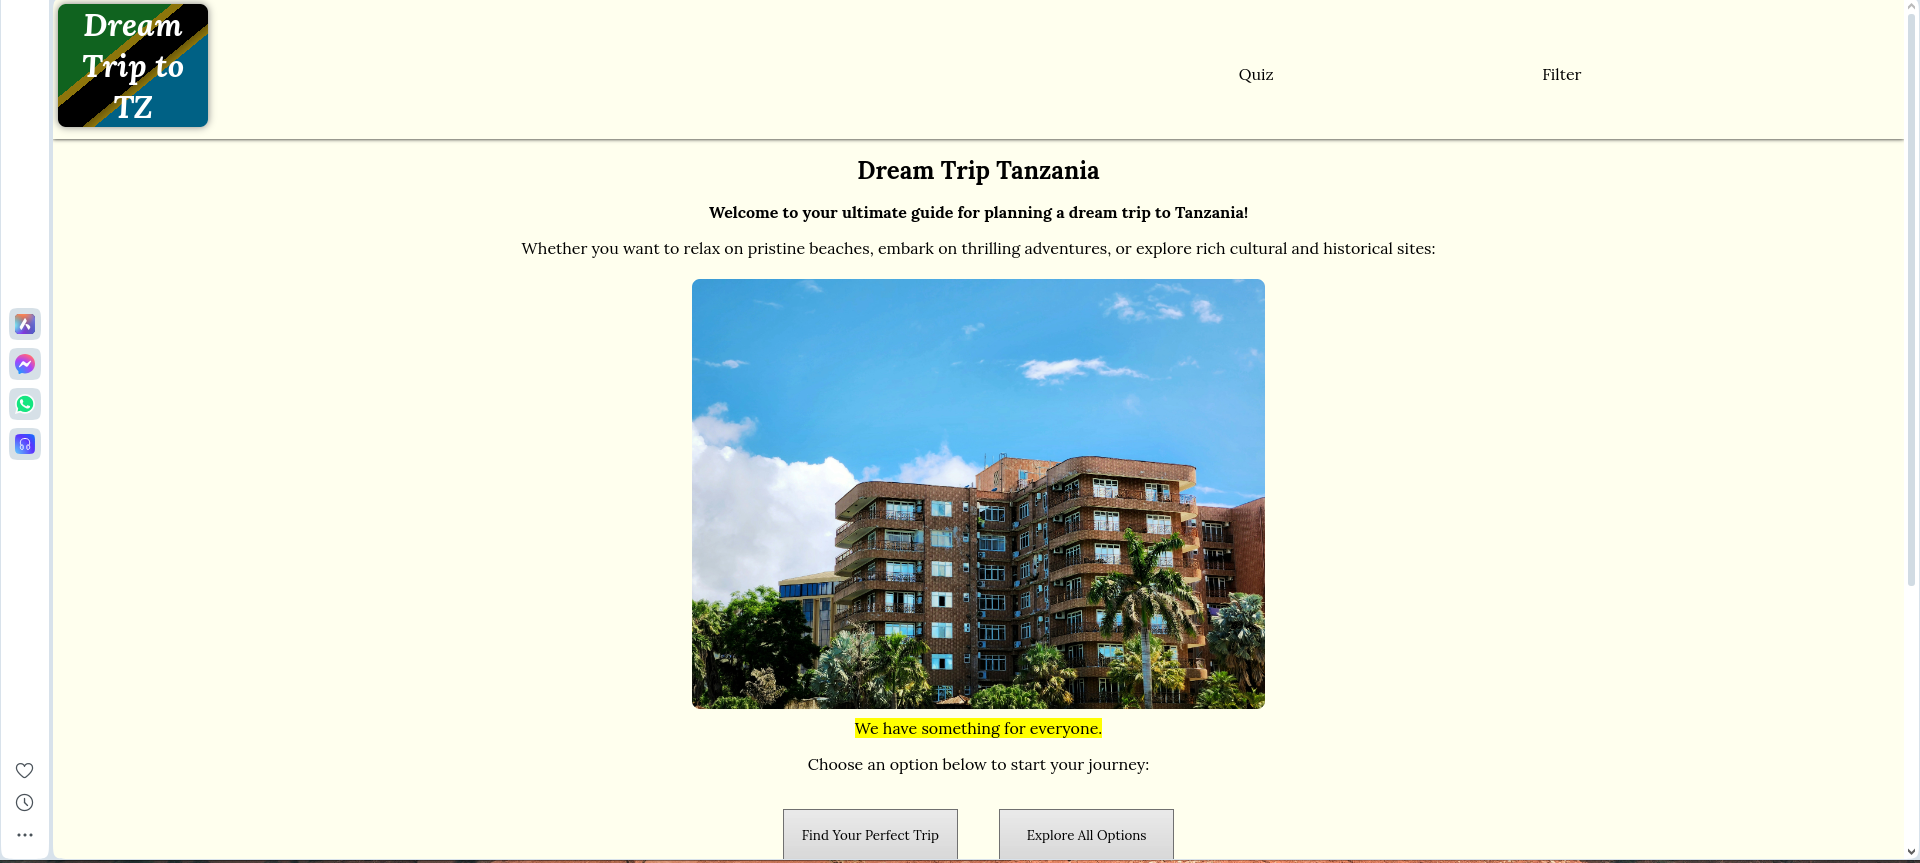 Dream
Trip to
TZ
Quiz
Filter
Dream Trip Tanzania
Welcome to your ultimate guide for planning a dream trip to Tanzania!
Whether you want to relax on pristine beaches, embark on thrilling adventures, or explore rich cultural and historical sites:
We have something for everyone.
Choose an option below to start your journey:
Find Your Perfect Trip
Explore All Options